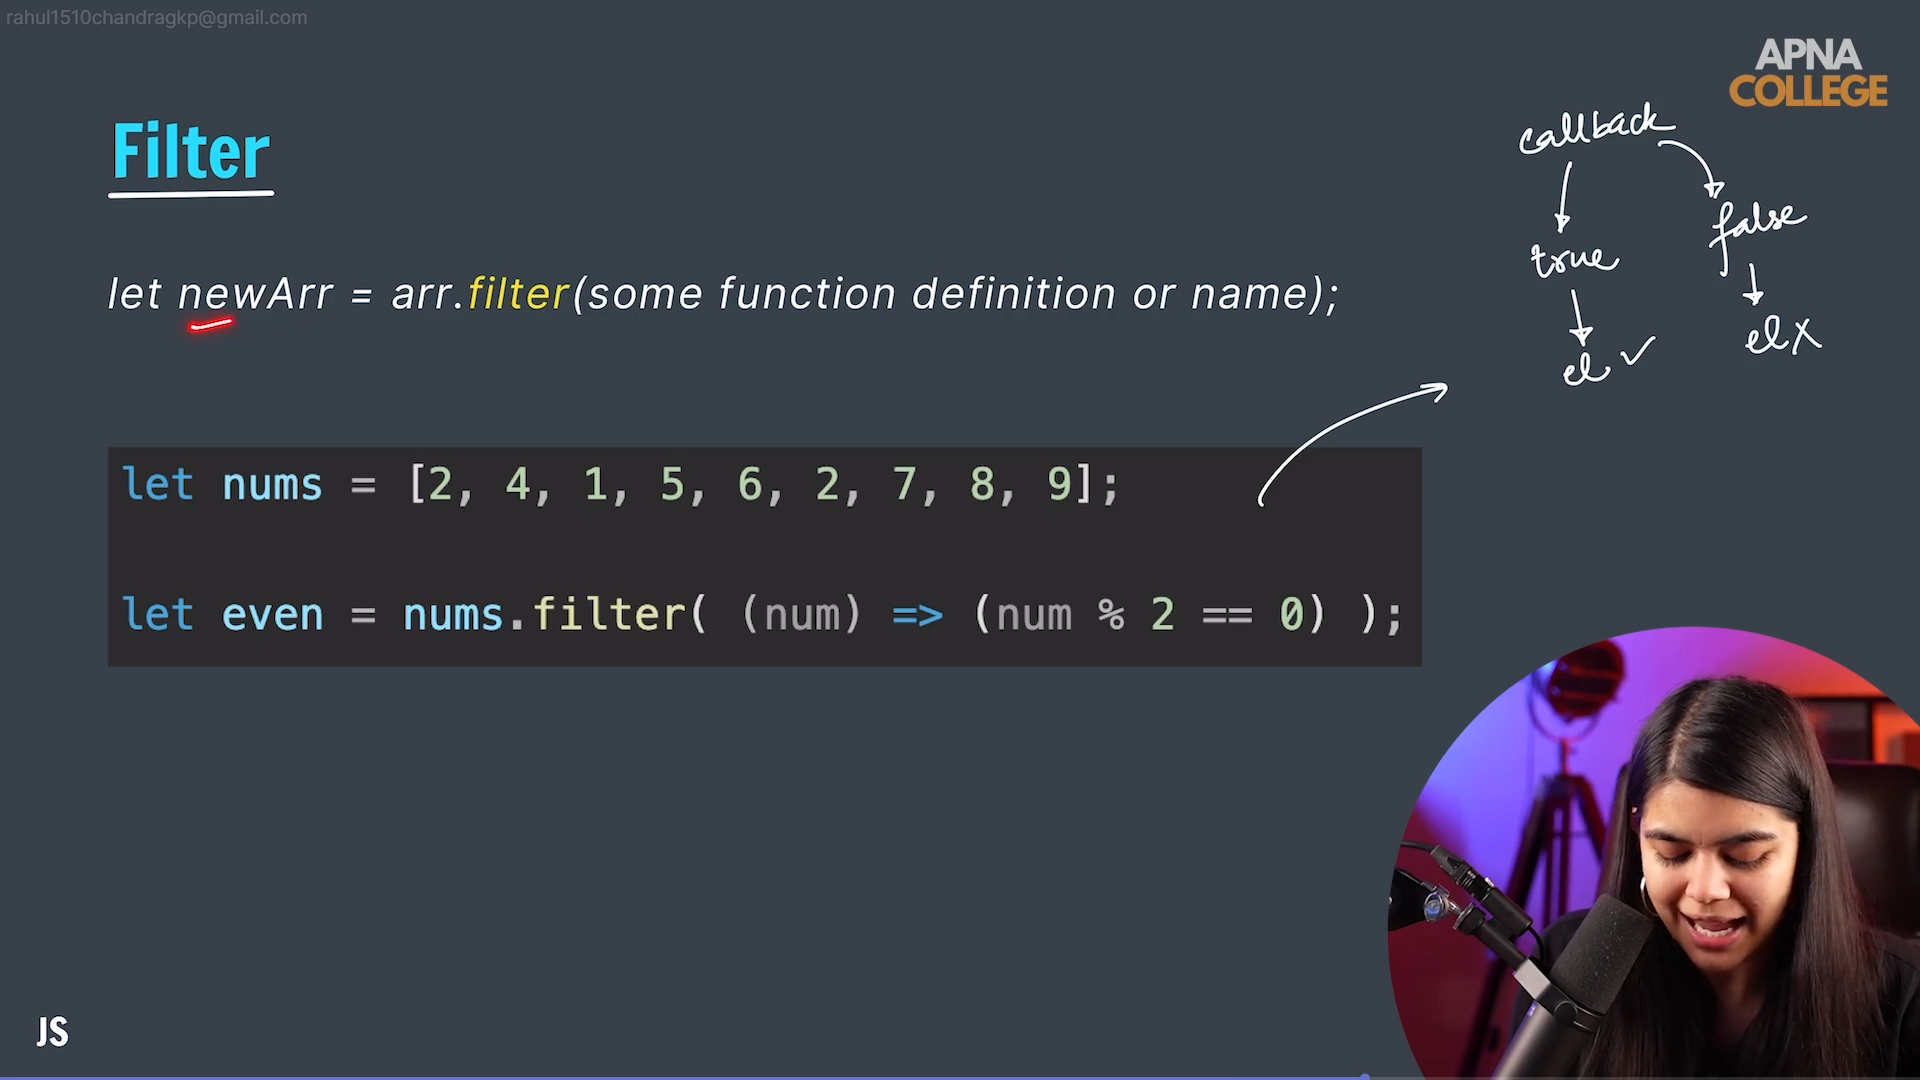 rahul1510chandragkp@gmail.com
APNA
COLLEGE
Filter
callback
true
false
el ✓
el X
let newArr = arr.filter(some function definition or name);
let nums = [2, 4, 1, 5, 6, 2, 7, 8, 9];
let even = nums.filter( (num) => (num % 2 == 0) );
JS